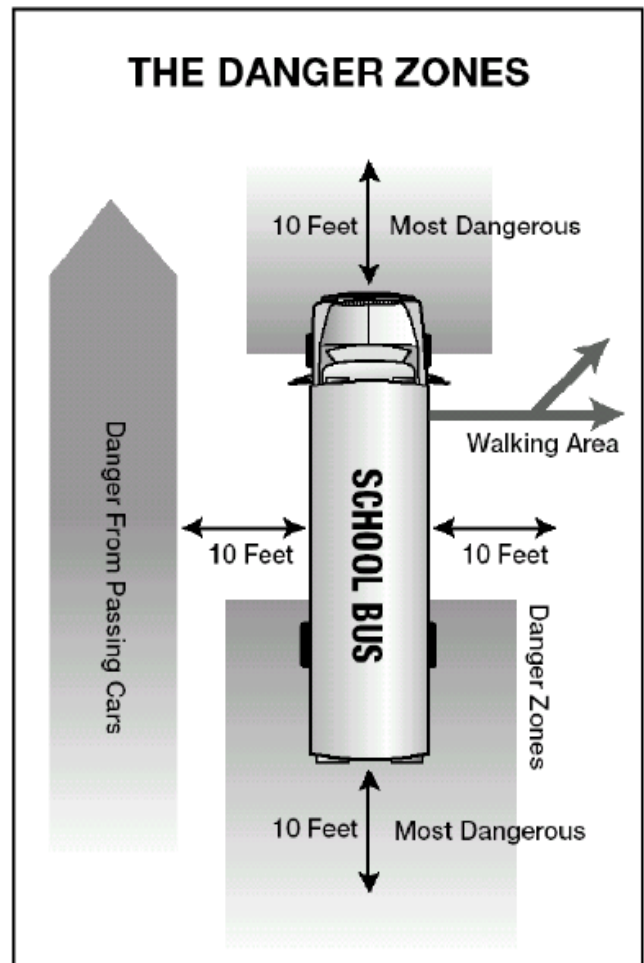 THE DANGER ZONES
10 Feet
Most Dangerous
Walking Area
Danger From Passing Cars
SCHOOL BUS
10 Feet
10 Feet
Danger Zones
10 Feet
Most Dangerous